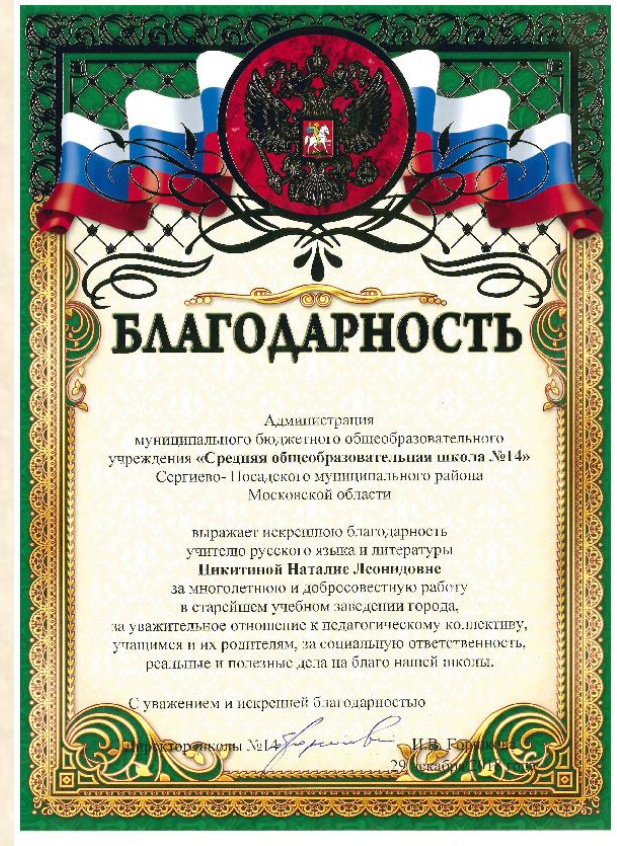 БЛАГОДАРНОСТЬ
Администрация
муниципального бюджетного общеобразовательного
учреждения «Средняя общеобразовательная школа №14»
Сергиево- Посадского муниципального района
Московской области
выражает искреннюю благодарность
учителю русского языка и литературы
Никитиной Наталие Леонидовне
за многолетнюю и добросовестную работу
в старейшем учебном заведении города,
за уважительное отношение к педагогическому коллективу,
учащимся и их родителям, за социальную ответственность,
реальные и полезные дела на благо нашей школы.
С уважением и искренней благодарностью
директор школы №14 И.В.
29 декабря